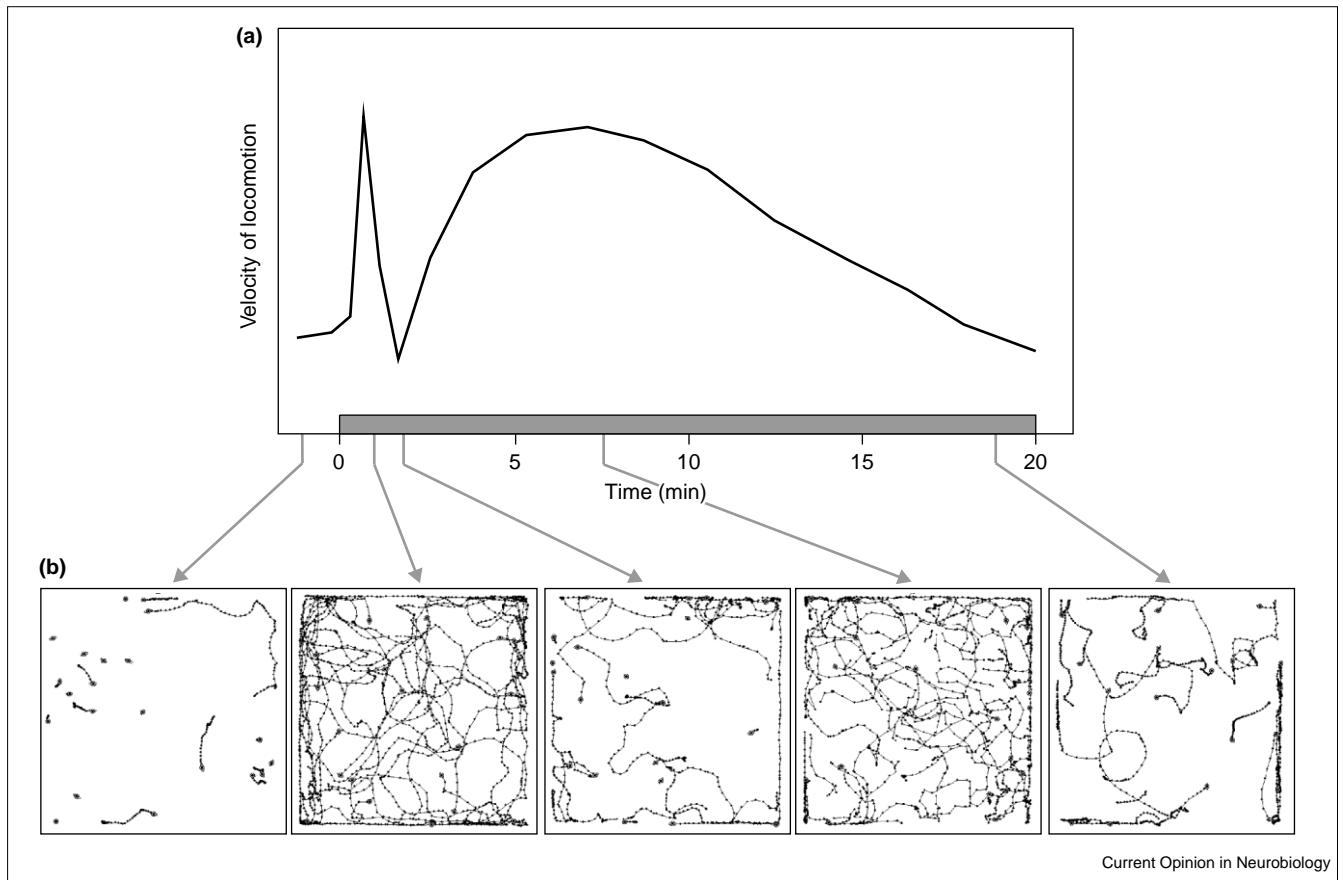 (a)
Velocity of locomotion
0 5 10 15 20
Time (min)
(b)
Current Opinion in Neurobiology